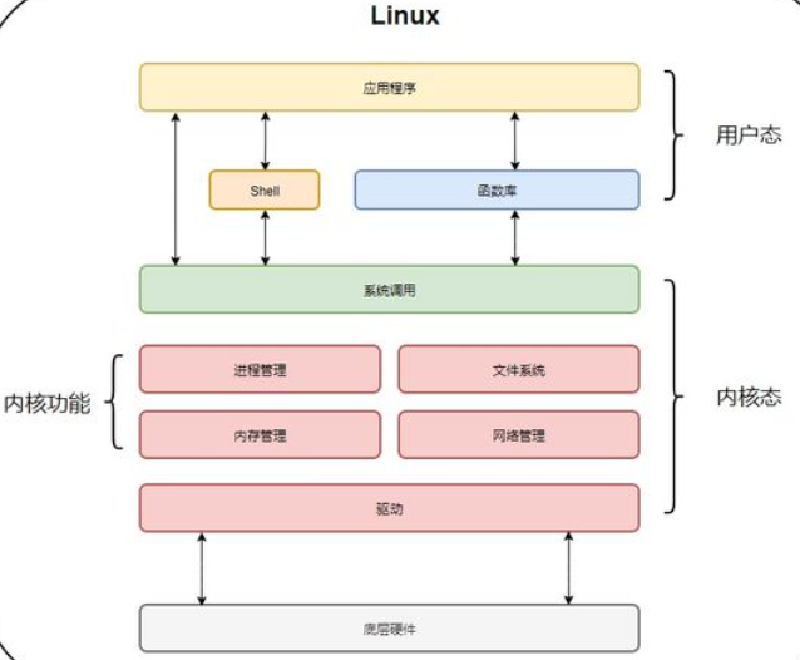 Linux
应用程序
用户态
Shell
函数库
系统调用
进程管理
文件系统
内核功能
内核态
内存管理
网络管理
驱动
底层硬件